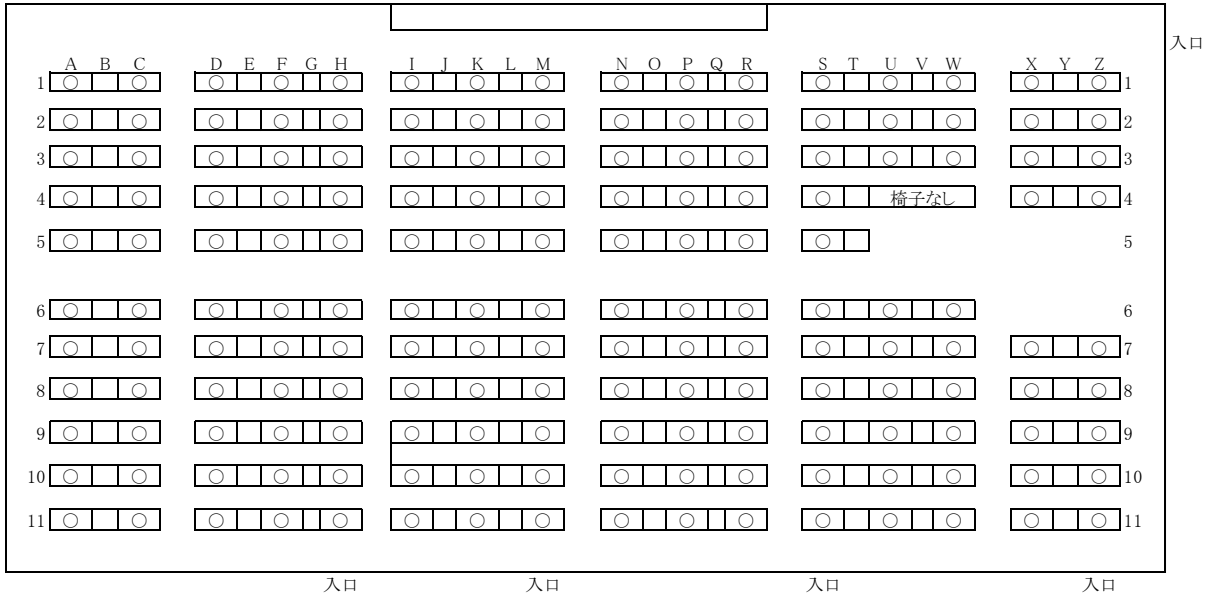 入口
A B C D E F G H I J K L M N O P Q R S T U V W X Y Z
1 ○ ○ ○ ○ ○ ○ ○ ○ ○ ○ ○ ○ ○ ○ ○ ○ 1
2 ○ ○ ○ ○ ○ ○ ○ ○ ○ ○ ○ ○ ○ ○ ○ ○ 2
3 ○ ○ ○ ○ ○ ○ ○ ○ ○ ○ ○ ○ ○ ○ ○ ○ 3
4 ○ ○ ○ ○ ○ ○ ○ ○ ○ ○ ○ ○ 椅子なし ○ ○ 4
5 ○ ○ ○ ○ ○ ○ ○ ○ ○ ○ ○ ○ 5
6 ○ ○ ○ ○ ○ ○ ○ ○ ○ ○ ○ ○ ○ ○ 6
7 ○ ○ ○ ○ ○ ○ ○ ○ ○ ○ ○ ○ ○ ○ ○ ○ 7
8 ○ ○ ○ ○ ○ ○ ○ ○ ○ ○ ○ ○ ○ ○ ○ ○ 8
9 ○ ○ ○ ○ ○ ○ ○ ○ ○ ○ ○ ○ ○ ○ ○ ○ 9
10 ○ ○ ○ ○ ○ ○ ○ ○ ○ ○ ○ ○ ○ ○ ○ ○ 10
11 ○ ○ ○ ○ ○ ○ ○ ○ ○ ○ ○ ○ ○ ○ ○ ○ 11
入口 入口 入口 入口